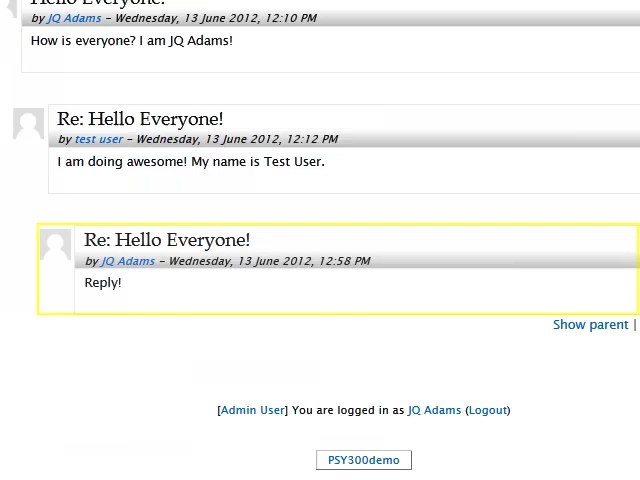 Hello Everyone!
by JQ Adams – Wednesday, 13 June 2012, 12:10 PM
How is everyone? I am JQ Adams!
Re: Hello Everyone!
by test user – Wednesday, 13 June 2012, 12:12 PM
I am doing awesome! My name is Test User.
Re: Hello Everyone!
by JQ Adams – Wednesday, 13 June 2012, 12:58 PM
Reply!
Show parent |
[Admin User] You are logged in as JQ Adams (Logout)
PSY300demo